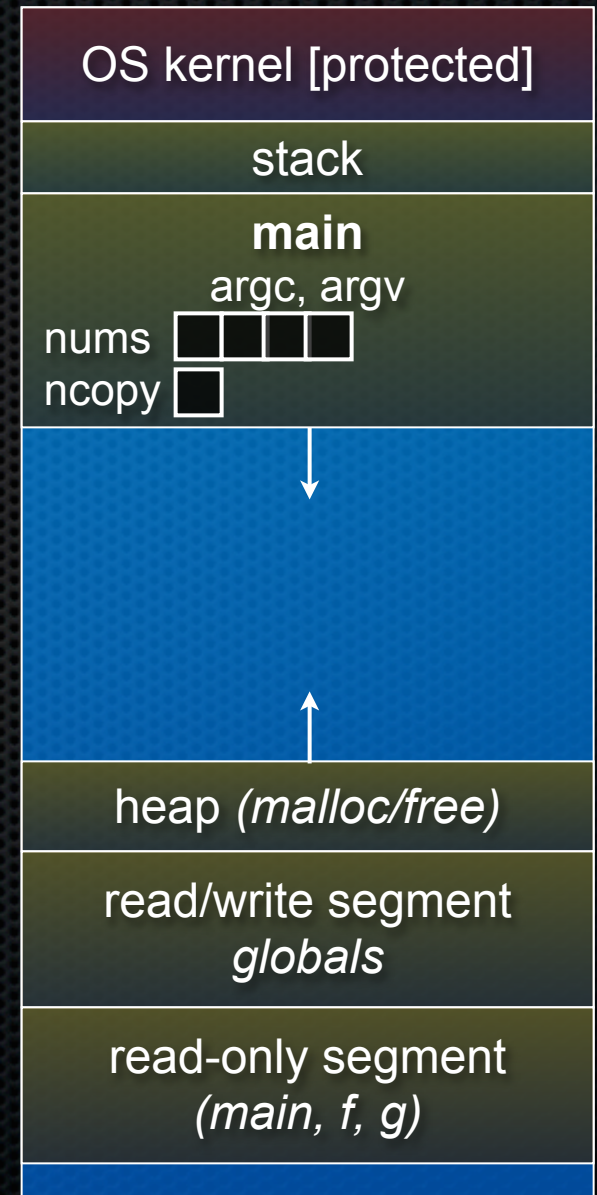 OS kernel [protected]
stack
main
argc, argv
nums
ncopy
heap (malloc/free)
read/write segment
globals
read-only segment
(main, f, g)